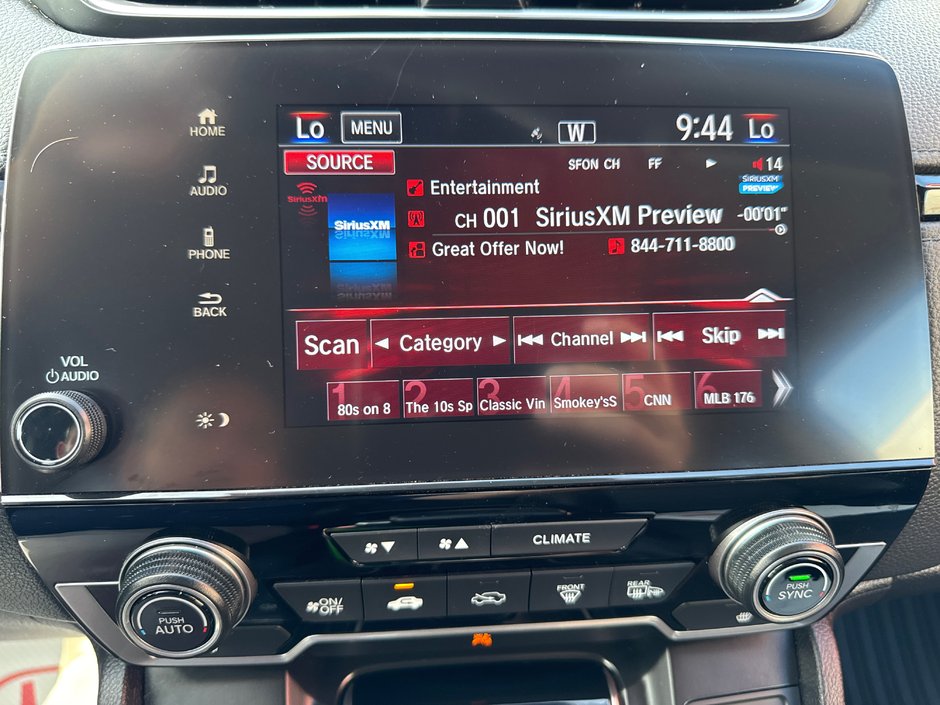 Lo MENU W 9:44 Lo
HOME
SOURCE SFON CH FF 14
SiriusXM Entertainment SIRIUSXM PREVIEW
AUDIO
SiriusXM CH 001 SiriusXM Preview -00'01"
PHONE
Great Offer Now! 844-711-8800
BACK
Scan Category Channel Skip
VOL
AUDIO
1 80s on 8 2 The 10s Sp 3 Classic Vin 4 Smokey'sS 5 CNN 6 MLB 176
CLIMATE
ON/OFF FRONT REAR
PUSH AUTO
PUSH SYNC